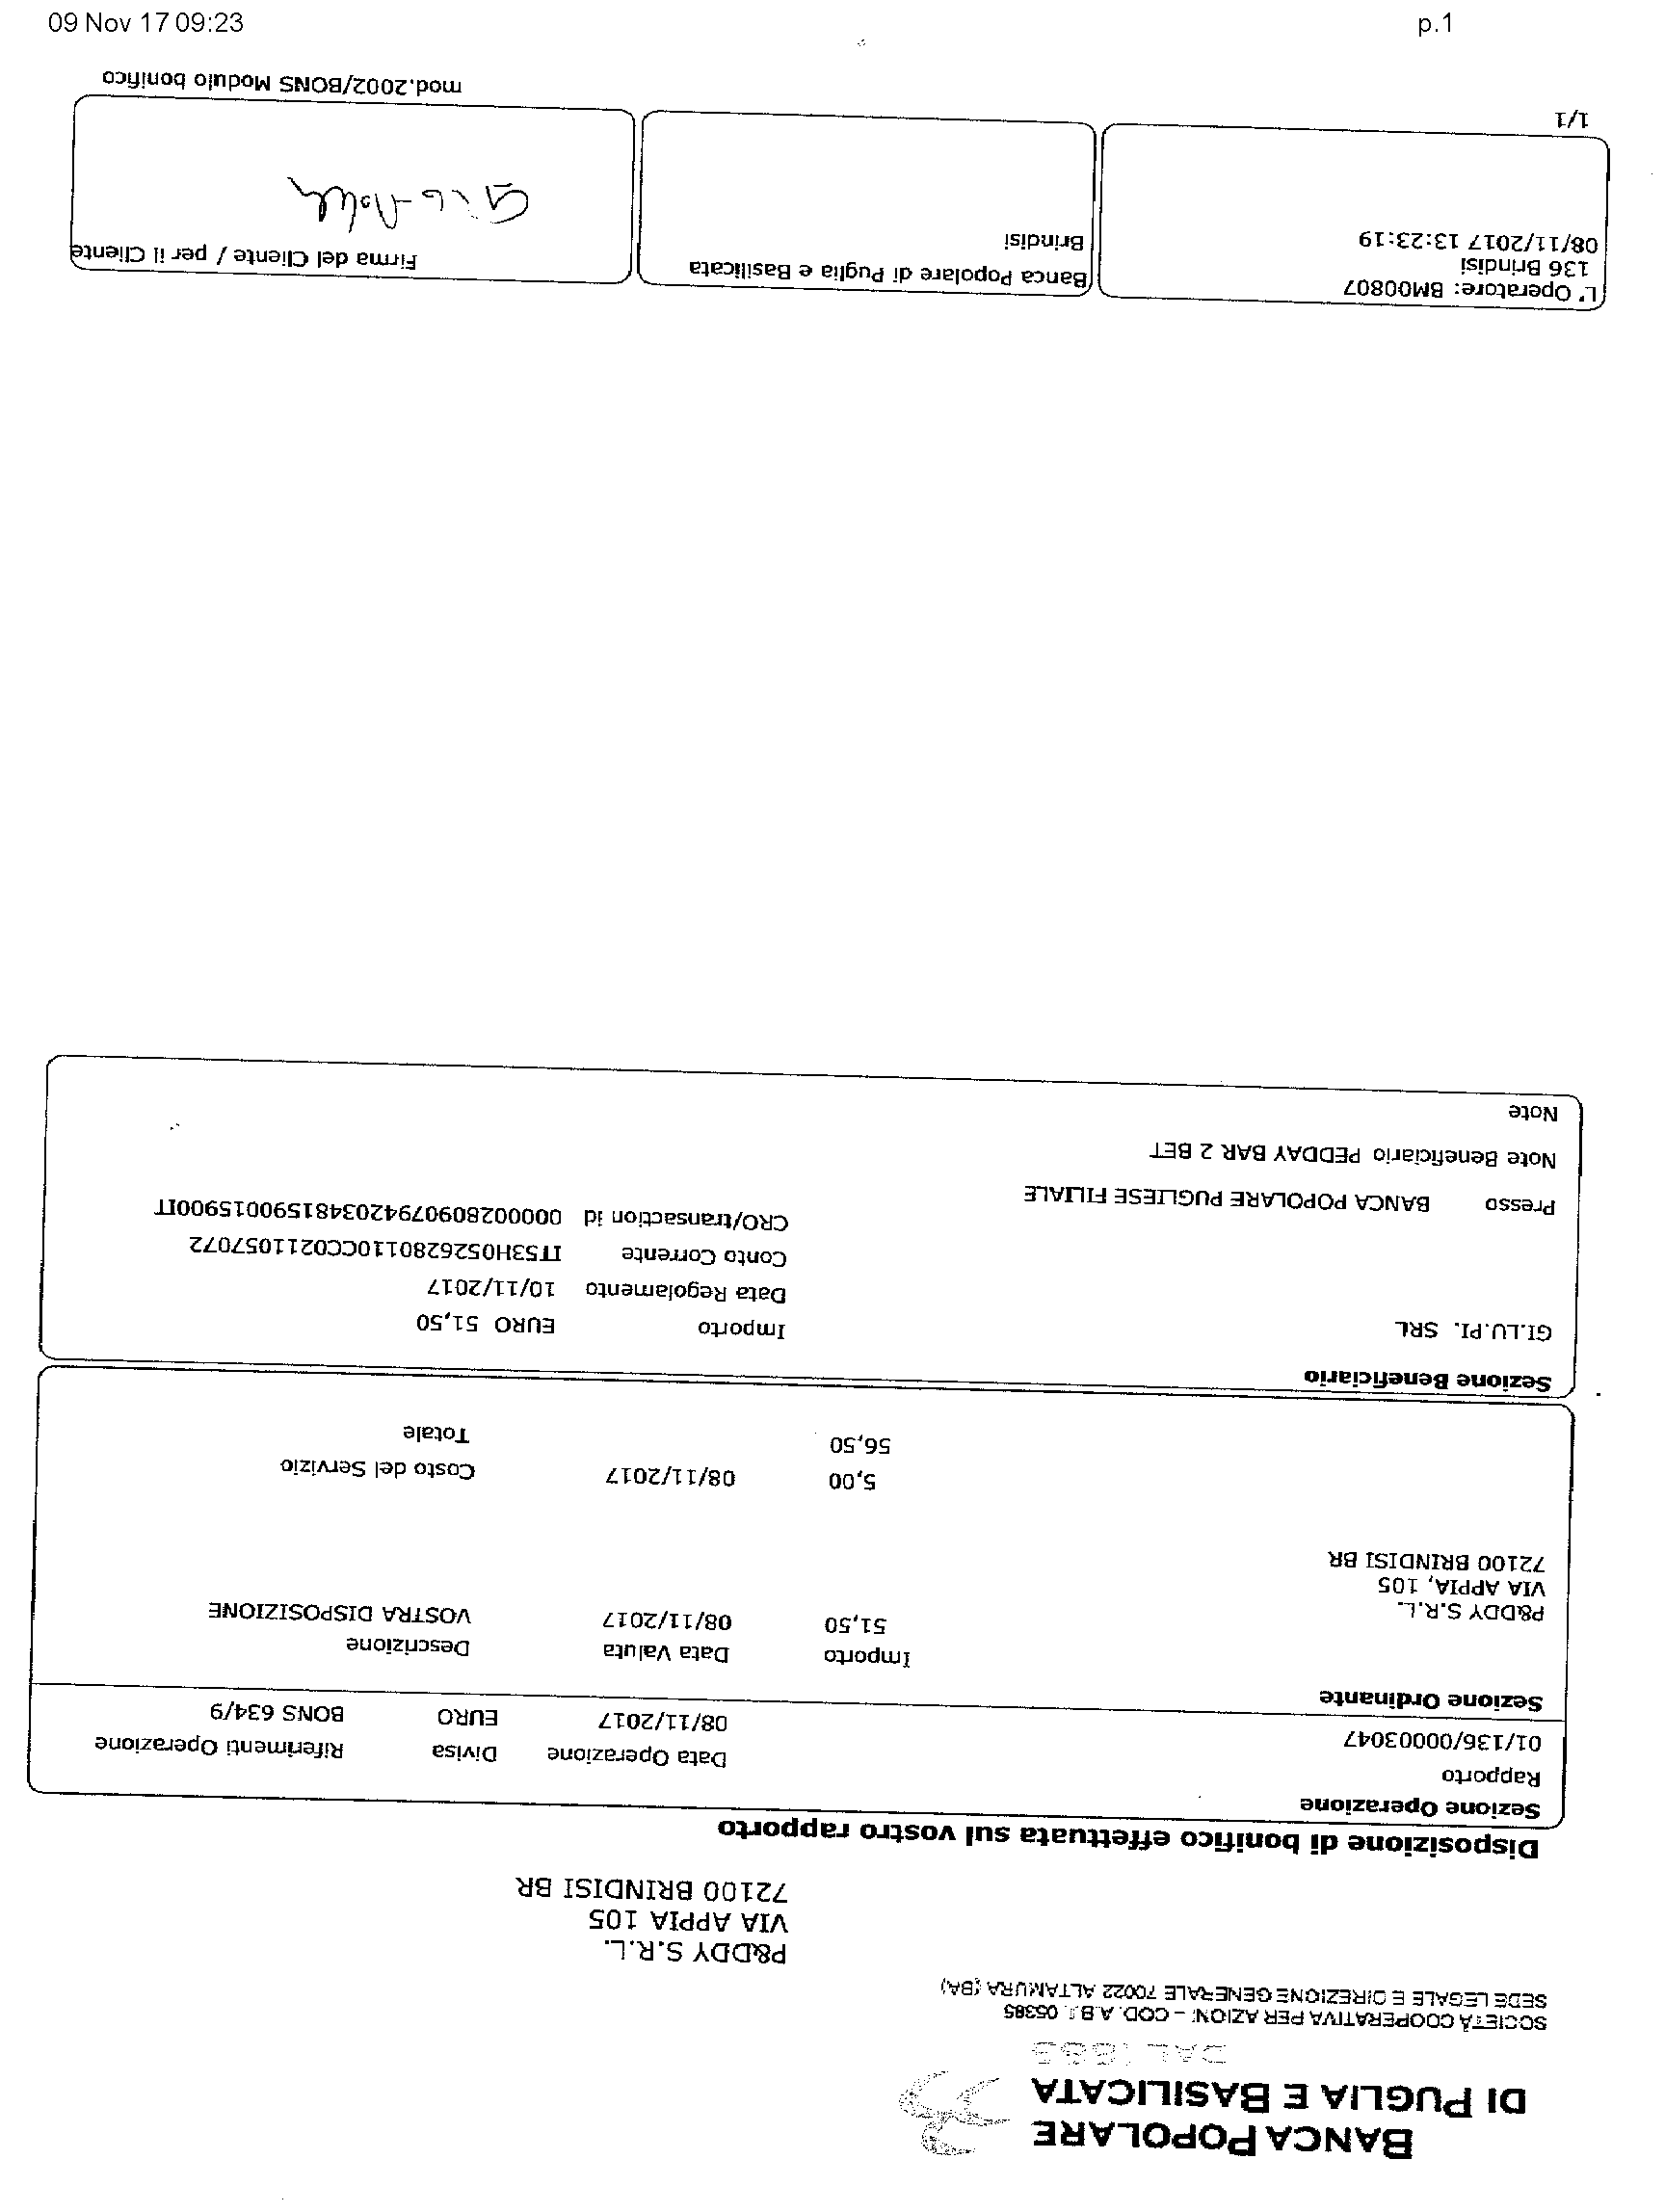 09 Nov 17 09:23 p.1
BANCA POPOLARE
DI PUGLIA E BASILICATA
DAL 1883
SOCIETÀ COOPERATIVA PER AZIONI – COD. A.B.I. 05385
SEDE LEGALE E DIREZIONE GENERALE 70022 ALTAMURA (BA)
P&DDY S.R.L.
VIA APPIA 105
72100 BRINDISI BR
Disposizione di bonifico effettuata sul vostro rapporto
Sezione Operazione
Rapporto Data Operazione Divisa Riferimenti Operazione
01/136/00003047 08/11/2017 EURO BONS 634/9
Sezione Ordinante
Importo Data Valuta Descrizione
P&DDY S.R.L. 51,50 08/11/2017 VOSTRA DISPOSIZIONE
VIA APPIA, 105
72100 BRINDISI BR
5,00 08/11/2017 Costo del Servizio
56,50 Totale
Sezione Beneficiario
GI.LU.PI. SRL Importo EURO 51,50
Data Regolamento 10/11/2017
Conto Corrente IT53H0526280110CC0211057072
Presso BANCA POPOLARE PUGLIESE FILIALE CRO/transaction id 0000028090794203481590015900IT
Note Beneficiario PEDDAY BAR 2 BET
Note
L'Operatore: BM00807
136 Brindisi
08/11/2017 13:23:19
Banca Popolare di Puglia e Basilicata
Brindisi
Firma del Cliente / per il Cliente
1/1
mod.2002/BONS Modulo bonifico